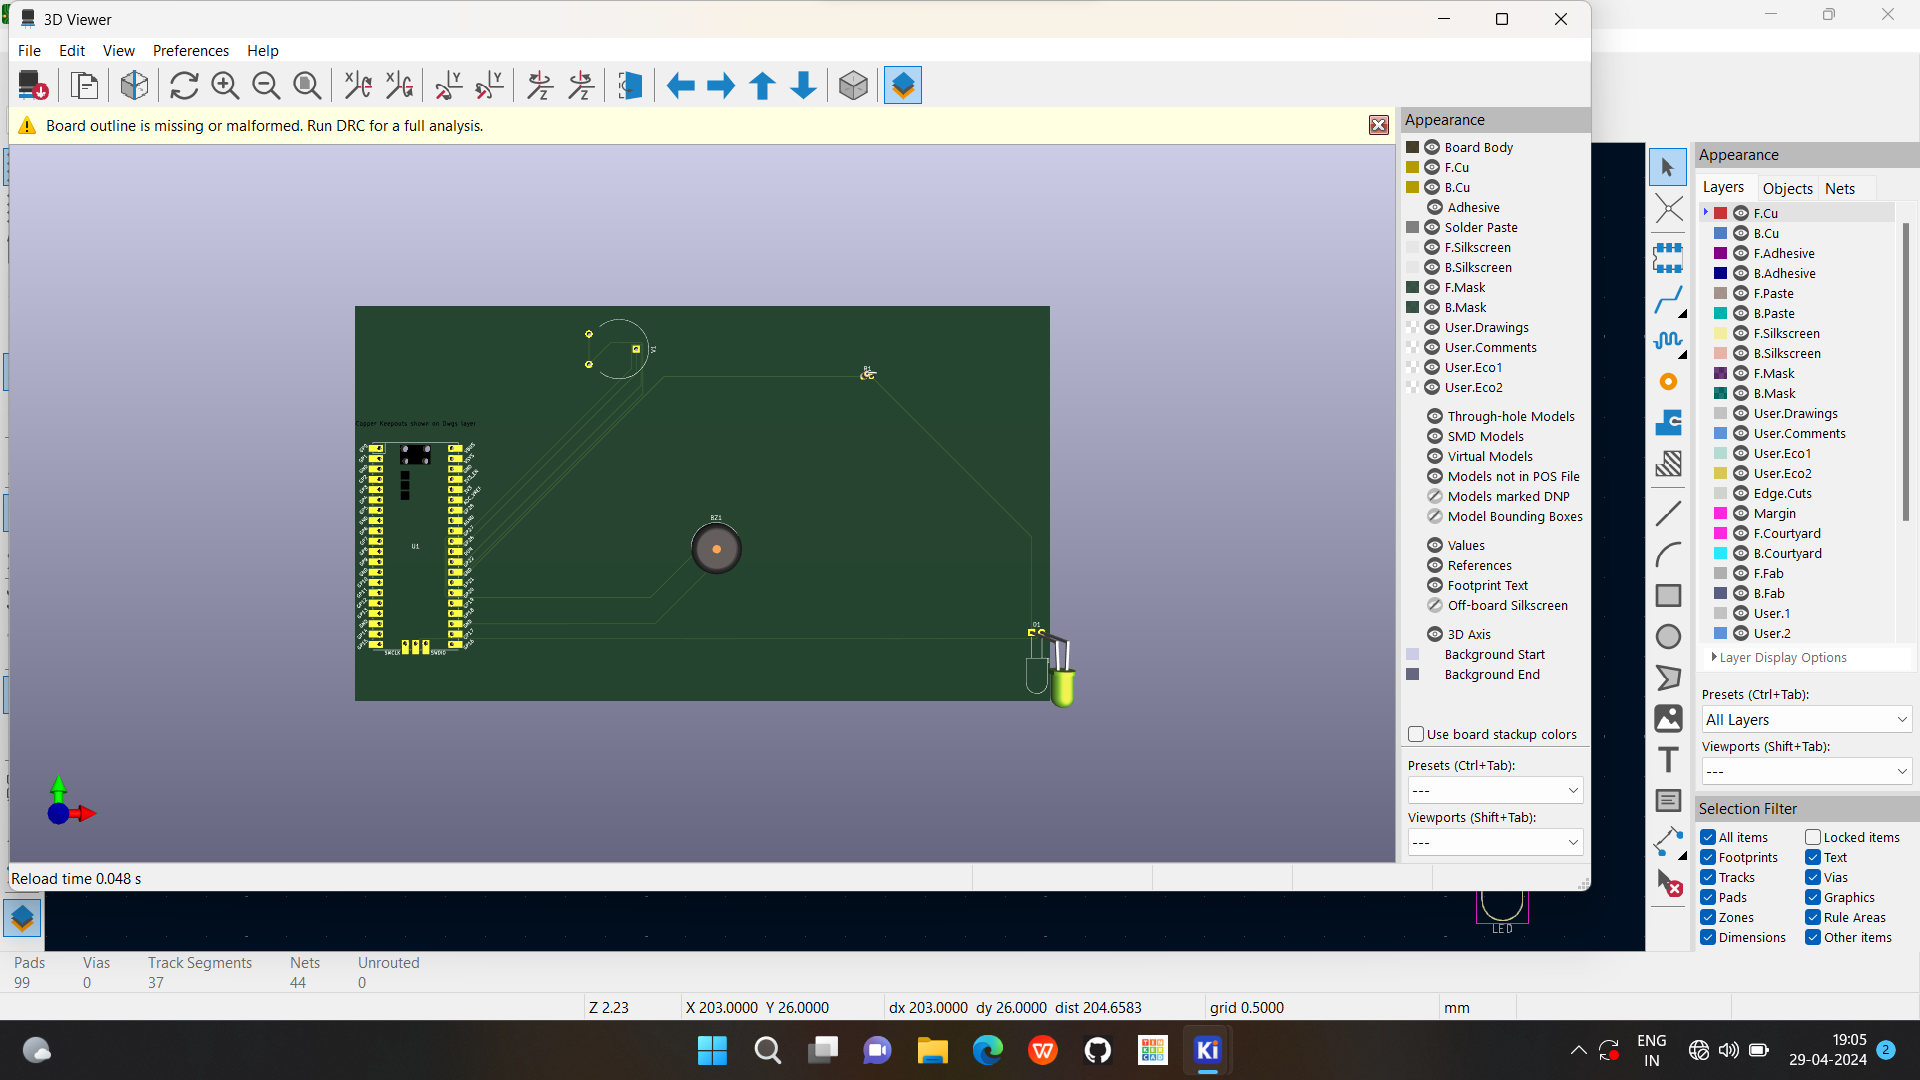 3D Viewer
File Edit View Preferences Help
Board outline is missing or malformed. Run DRC for a full analysis.
Appearance
Board Body
F.Cu
B.Cu
Adhesive
Solder Paste
F.Silkscreen
B.Silkscreen
F.Mask
B.Mask
User.Drawings
User.Comments
User.Eco1
User.Eco2
Through-hole Models
SMD Models
Virtual Models
Models not in POS File
Models marked DNP
Model Bounding Boxes
Values
References
Footprint Text
Off-board Silkscreen
3D Axis
Background Start
Background End
Use board stackup colors
Presets (Ctrl+Tab):
---
Viewports (Shift+Tab):
---
V1
R1
Copper Keepouts shown on Dwgs layer
U1
BZ1
D1
SWCLK SWDIO
Reload time 0.048 s
Appearance
Layers Objects Nets
F.Cu
B.Cu
F.Adhesive
B.Adhesive
F.Paste
B.Paste
F.Silkscreen
B.Silkscreen
F.Mask
B.Mask
User.Drawings
User.Comments
User.Eco1
User.Eco2
Edge.Cuts
Margin
F.Courtyard
B.Courtyard
F.Fab
B.Fab
User.1
User.2
Layer Display Options
Presets (Ctrl+Tab):
All Layers
Viewports (Shift+Tab):
---
Selection Filter
All items Locked items
Footprints Text
Tracks Vias
Pads Graphics
Zones Rule Areas
Dimensions Other items
LED
Pads Vias Track Segments Nets Unrouted
99 0 37 44 0
Z 2.23 X 203.0000 Y 26.0000 dx 203.0000 dy 26.0000 dist 204.6583 grid 0.5000 mm
ENG
IN
19:05
29-04-2024
2